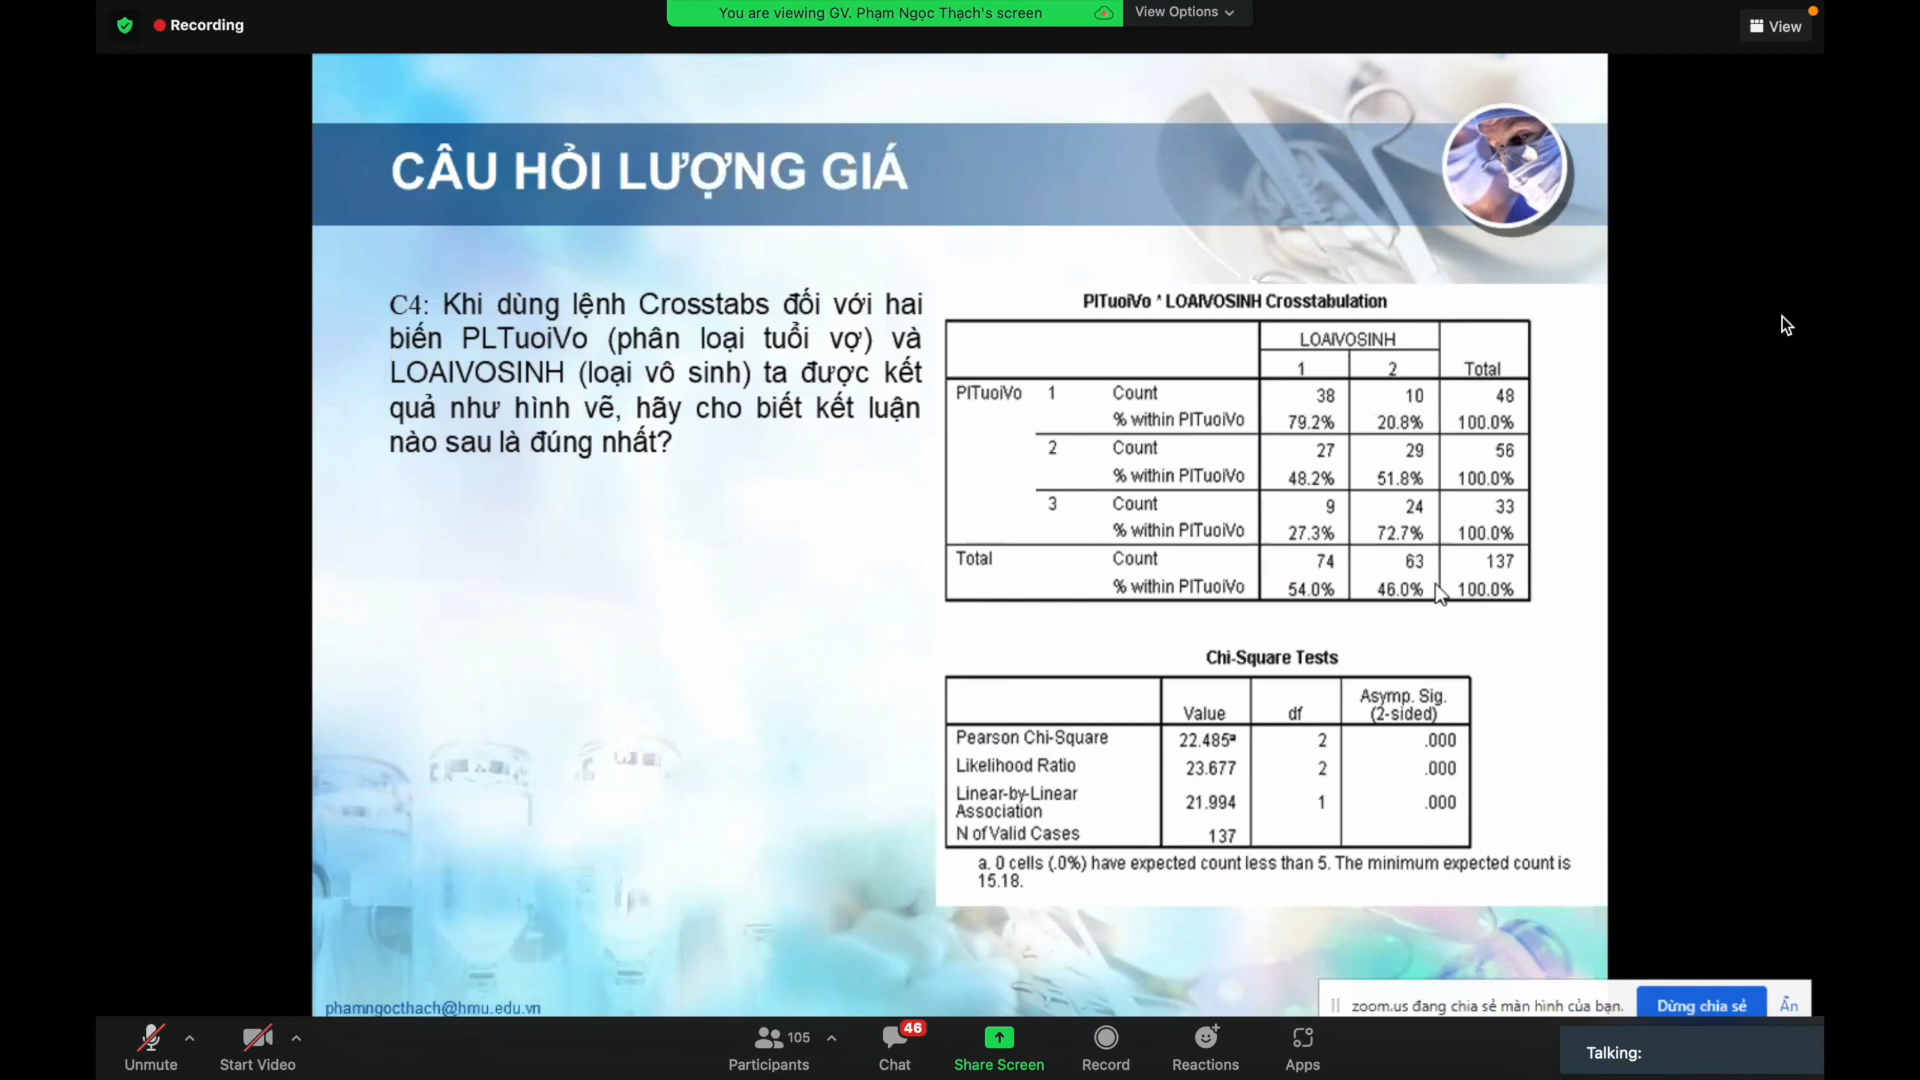 Recording
You are viewing GV. Phạm Ngọc Thạch's screen
View Options
View
CÂU HỎI LƯỢNG GIÁ
C4: Khi dùng lệnh Crosstabs đối với hai
biến PLTuoiVo (phân loại tuổi vợ) và
LOAIVOSINH (loại vô sinh) ta được kết
quả như hình vẽ, hãy cho biết kết luận
nào sau là đúng nhất?
PlTuoiVo * LOAIVOSINH Crosstabulation
LOAIVOSINH
1 2 Total
PlTuoiVo 1 Count 38 10 48
% within PlTuoiVo 79.2% 20.8% 100.0%
2 Count 27 29 56
% within PlTuoiVo 48.2% 51.8% 100.0%
3 Count 9 24 33
% within PlTuoiVo 27.3% 72.7% 100.0%
Total Count 74 63 137
% within PlTuoiVo 54.0% 46.0% 100.0%
Chi-Square Tests
Value df Asymp. Sig.
(2-sided)
Pearson Chi-Square 22.485ª 2 .000
Likelihood Ratio 23.677 2 .000
Linear-by-Linear
Association 21.994 1 .000
N of Valid Cases 137
a. 0 cells (.0%) have expected count less than 5. The minimum expected count is
15.18.
phamngocthach@hmu.edu.vn
zoom.us đang chia sẻ màn hình của bạn.
Dừng chia sẻ
Ẩn
Unmute
Start Video
105
Participants
46
Chat
Share Screen
Record
Reactions
Apps
Talking: